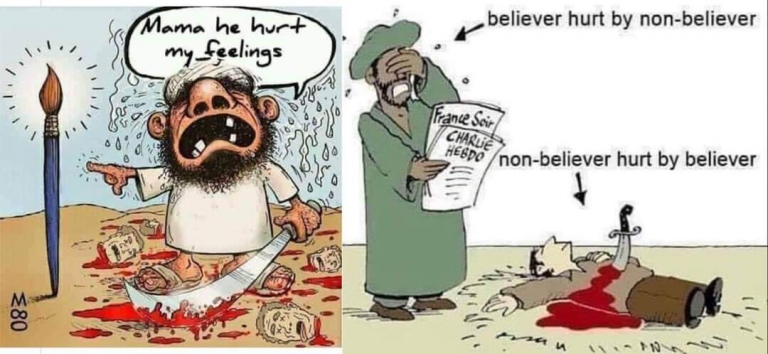 Mama he hurt
my feelings
M80
believer hurt by non-believer
France Soir
CHARLIE
HEBDO
non-believer hurt by believer